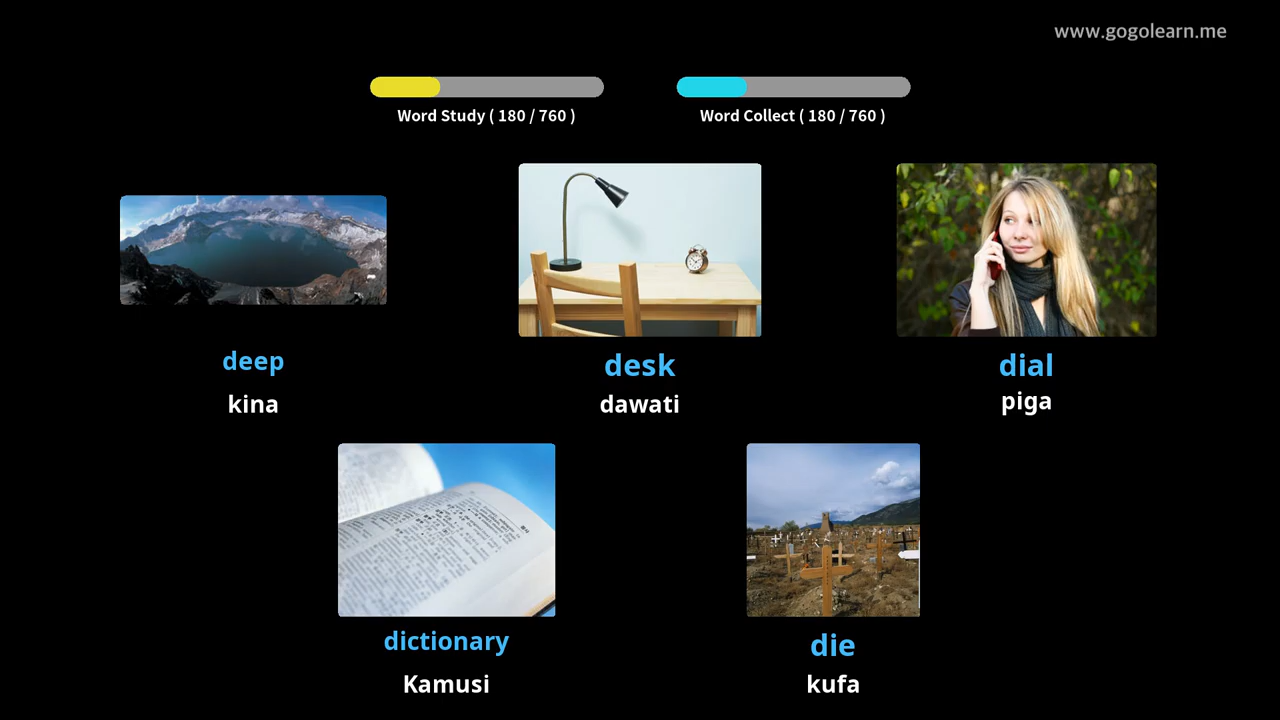 www.gogolearn.me
Word Study ( 180 / 760 )
Word Collect ( 180 / 760 )
deep
kina
desk
dawati
dial
piga
dictionary
Kamusi
die
kufa